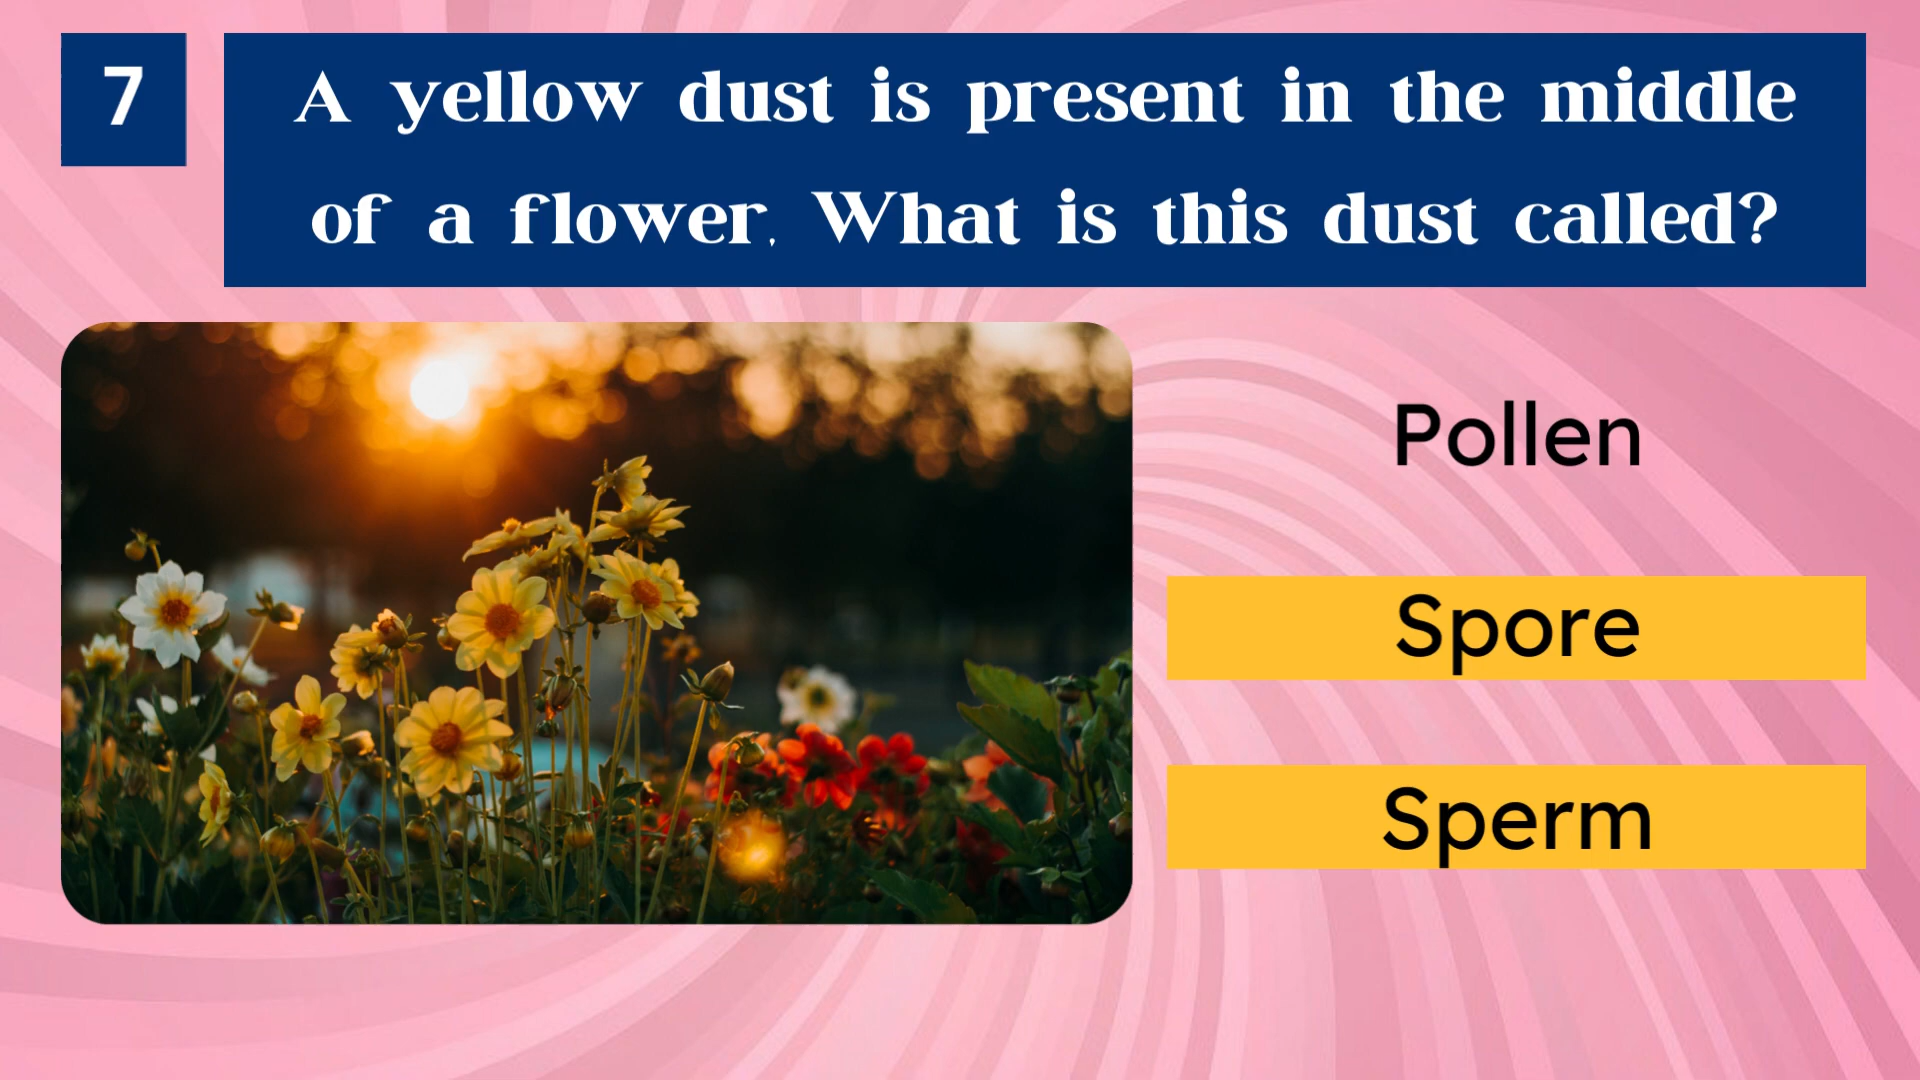 7
A yellow dust is present in the middle
of a flower. What is this dust called?
Pollen
Spore
Sperm